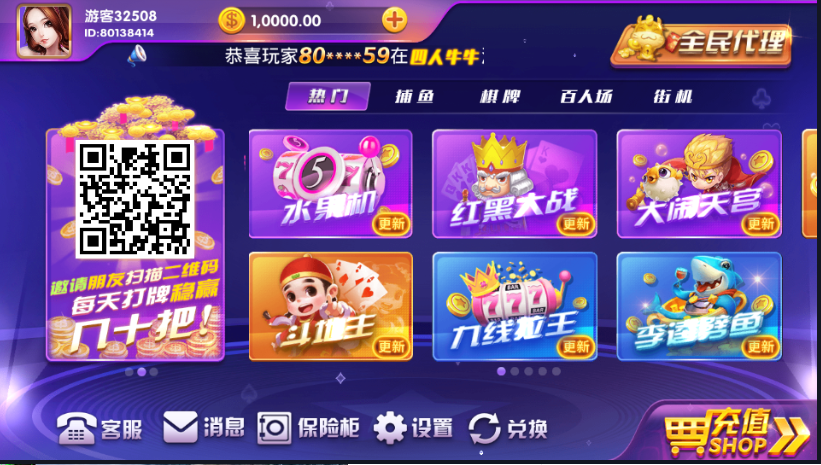 游客32508
ID:80138414
1,0000.00
恭喜玩家80****59在四人牛牛
全民代理
热门
捕鱼
棋牌
百人场
街机
邀请朋友扫描二维码
每天打牌稳赢
几十把!
5
水果机
更新
红黑大战
更新
大闹天宫
更新
斗地主
更新
BAR
777
BAR
九线拉王
更新
李逵劈鱼
更新
客服
消息
保险柜
设置
兑换
充值
SHOP